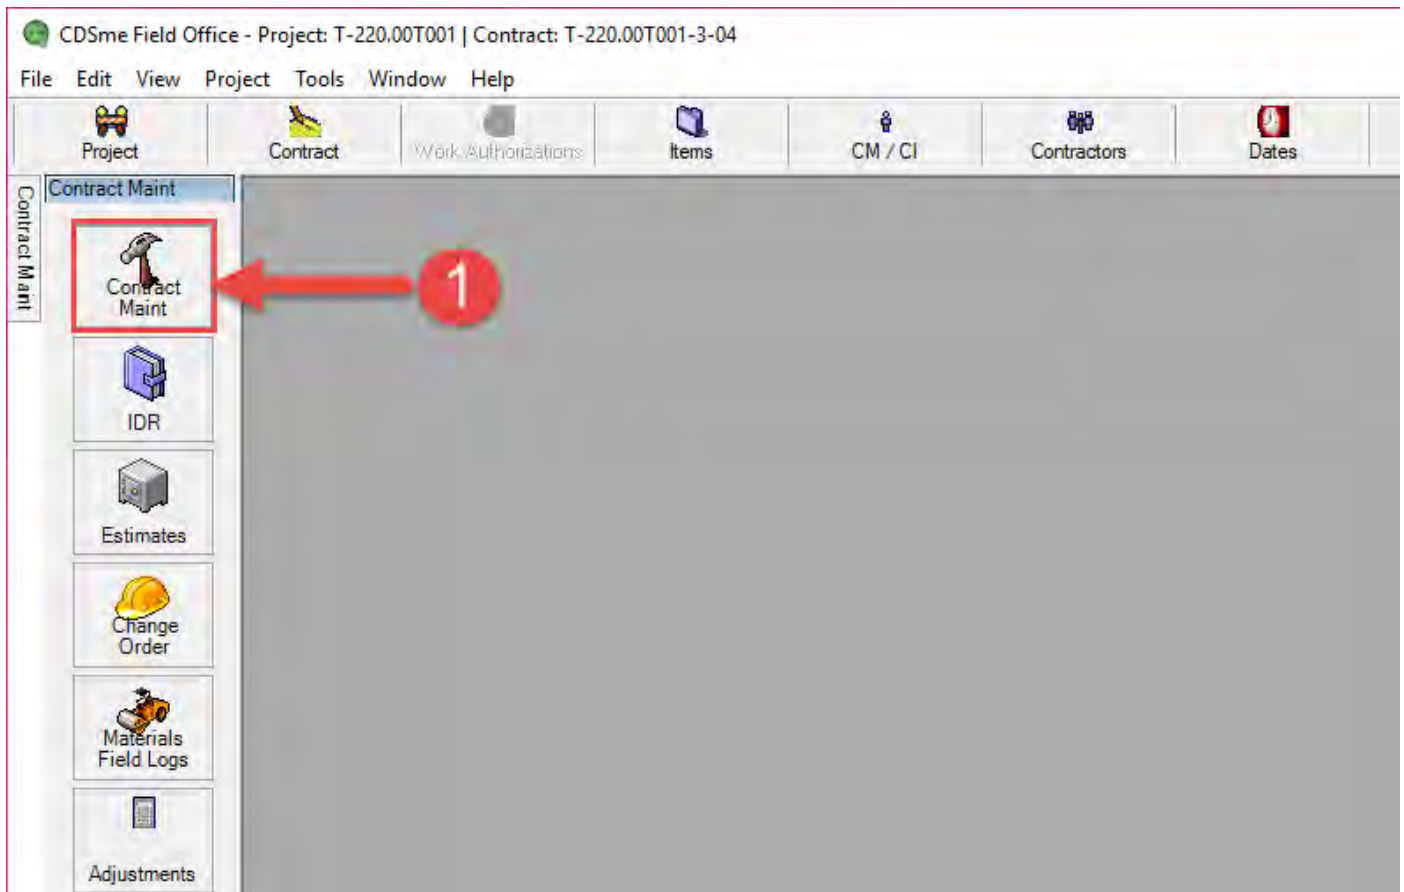 CDSme Field Office - Project: T-220.00T001 | Contract: T-220.00T001-3-04
File Edit View Project Tools Window Help
Project Contract Work Authorizations Items CM / CI Contractors Dates
Contract Maint
Contract Maint
Contract
Maint
1
IDR
Estimates
Change
Order
Materials
Field Logs
Adjustments